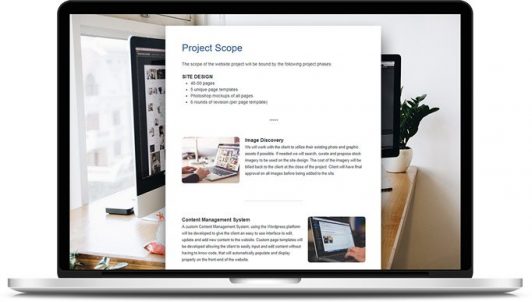 Project Scope
The scope of the website project will be bound by the following project phases
SITE DESIGN
40-50 pages
5 unique page templates
Photoshop mockups of all pages
6 rounds of revision (per page template)
Image Discovery
We will work with the client to utilize their existing photo and graphic
assets if possible. If needed we will search, curate and propose stock
imagery to be used on the site design. The cost of the imagery will be
billed back to the client at the close of the project. Client will have final
approval on all images before being added to the site.
Content Management System
A custom Content Management System, using the Wordpress platform
will be developed to give the client an easy to use interface to edit,
update and add new content to the website. Custom page templates will
be developed allowing the client to easily input and edit content without
having to know code, that will automatically populate and display
properly on the front-end of the website.